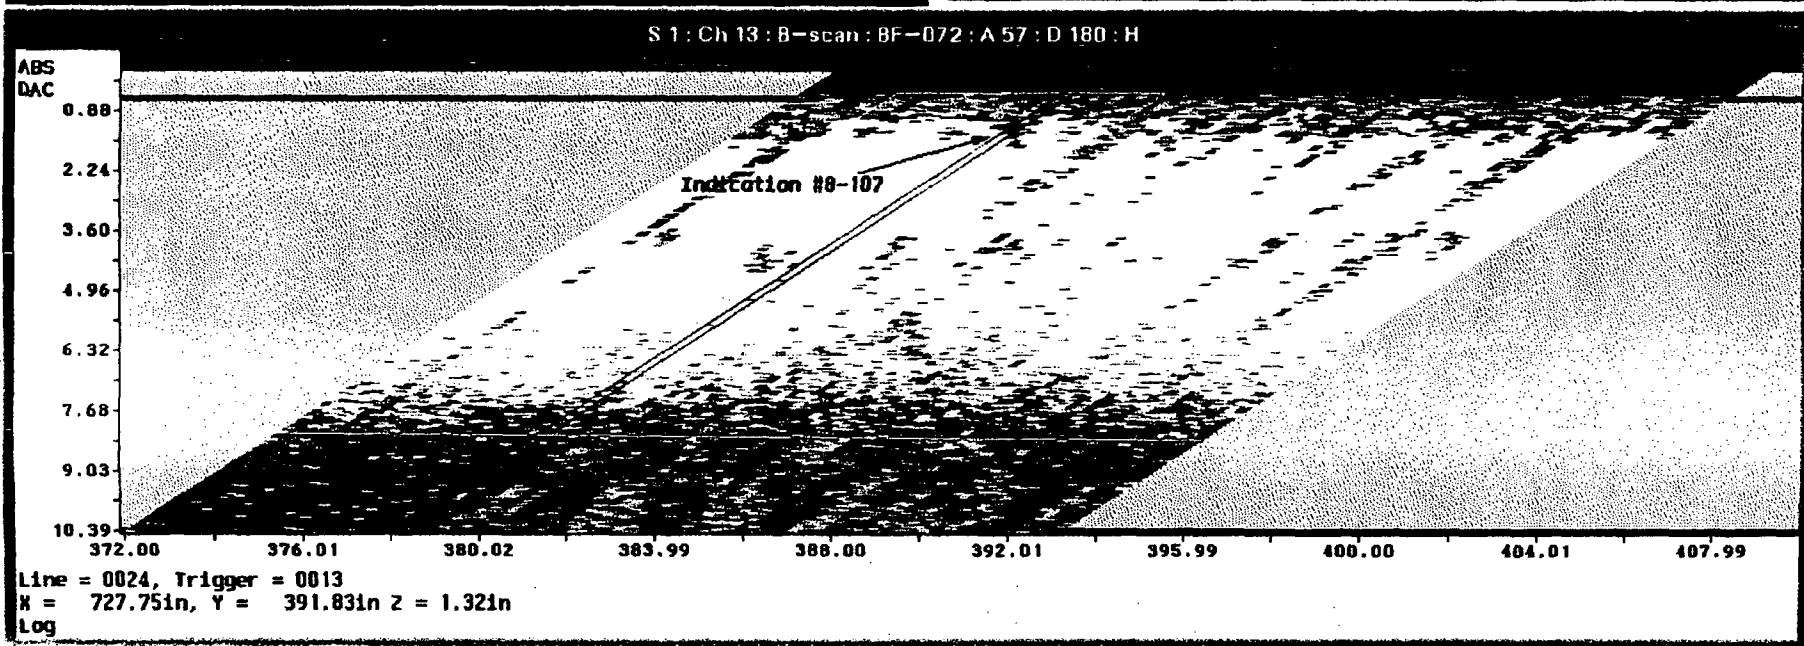 S 1 : Ch 13 : B-scan : BF-072 : A 57 : D 180 : H
ABS
DAC
0.88
2.24
Indication #8-107
3.60
4.96
6.32
7.68
9.03
10.39
372.00 376.01 380.02 383.99 388.00 392.01 395.99 400.00 404.01 407.99
Line = 0024, Trigger = 0013
X = 727.75in, Y = 391.83in Z = 1.32in
Log